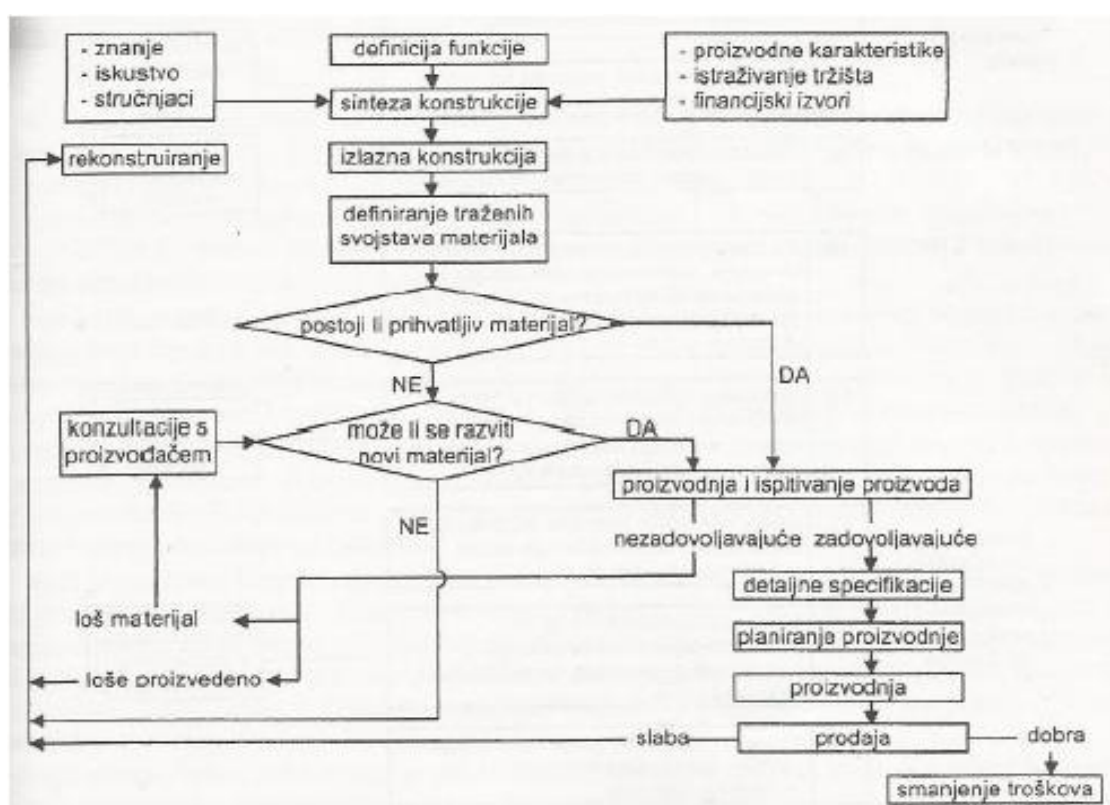 - znanje
- iskustvo
- stručnjaci
definicija funkcije
- proizvodne karakteristike
- istraživanje tržišta
- financijski izvori
sinteza konstrukcije
rekonstruiranje
izlazna konstrukcija
definiranje traženih
svojstava materijala
postoji li prihvatljiv materijal?
NE
DA
konzultacije s
proizvođačem
može li se razviti
novi materijal?
DA
proizvodnja i ispitivanje proizvoda
NE
nezadovoljavajuće
zadovoljavajuće
detaljne specifikacije
loš materijal
planiranje proizvodnje
loše proizvedeno
proizvodnja
slaba
prodaja
dobra
smanjenje troškova